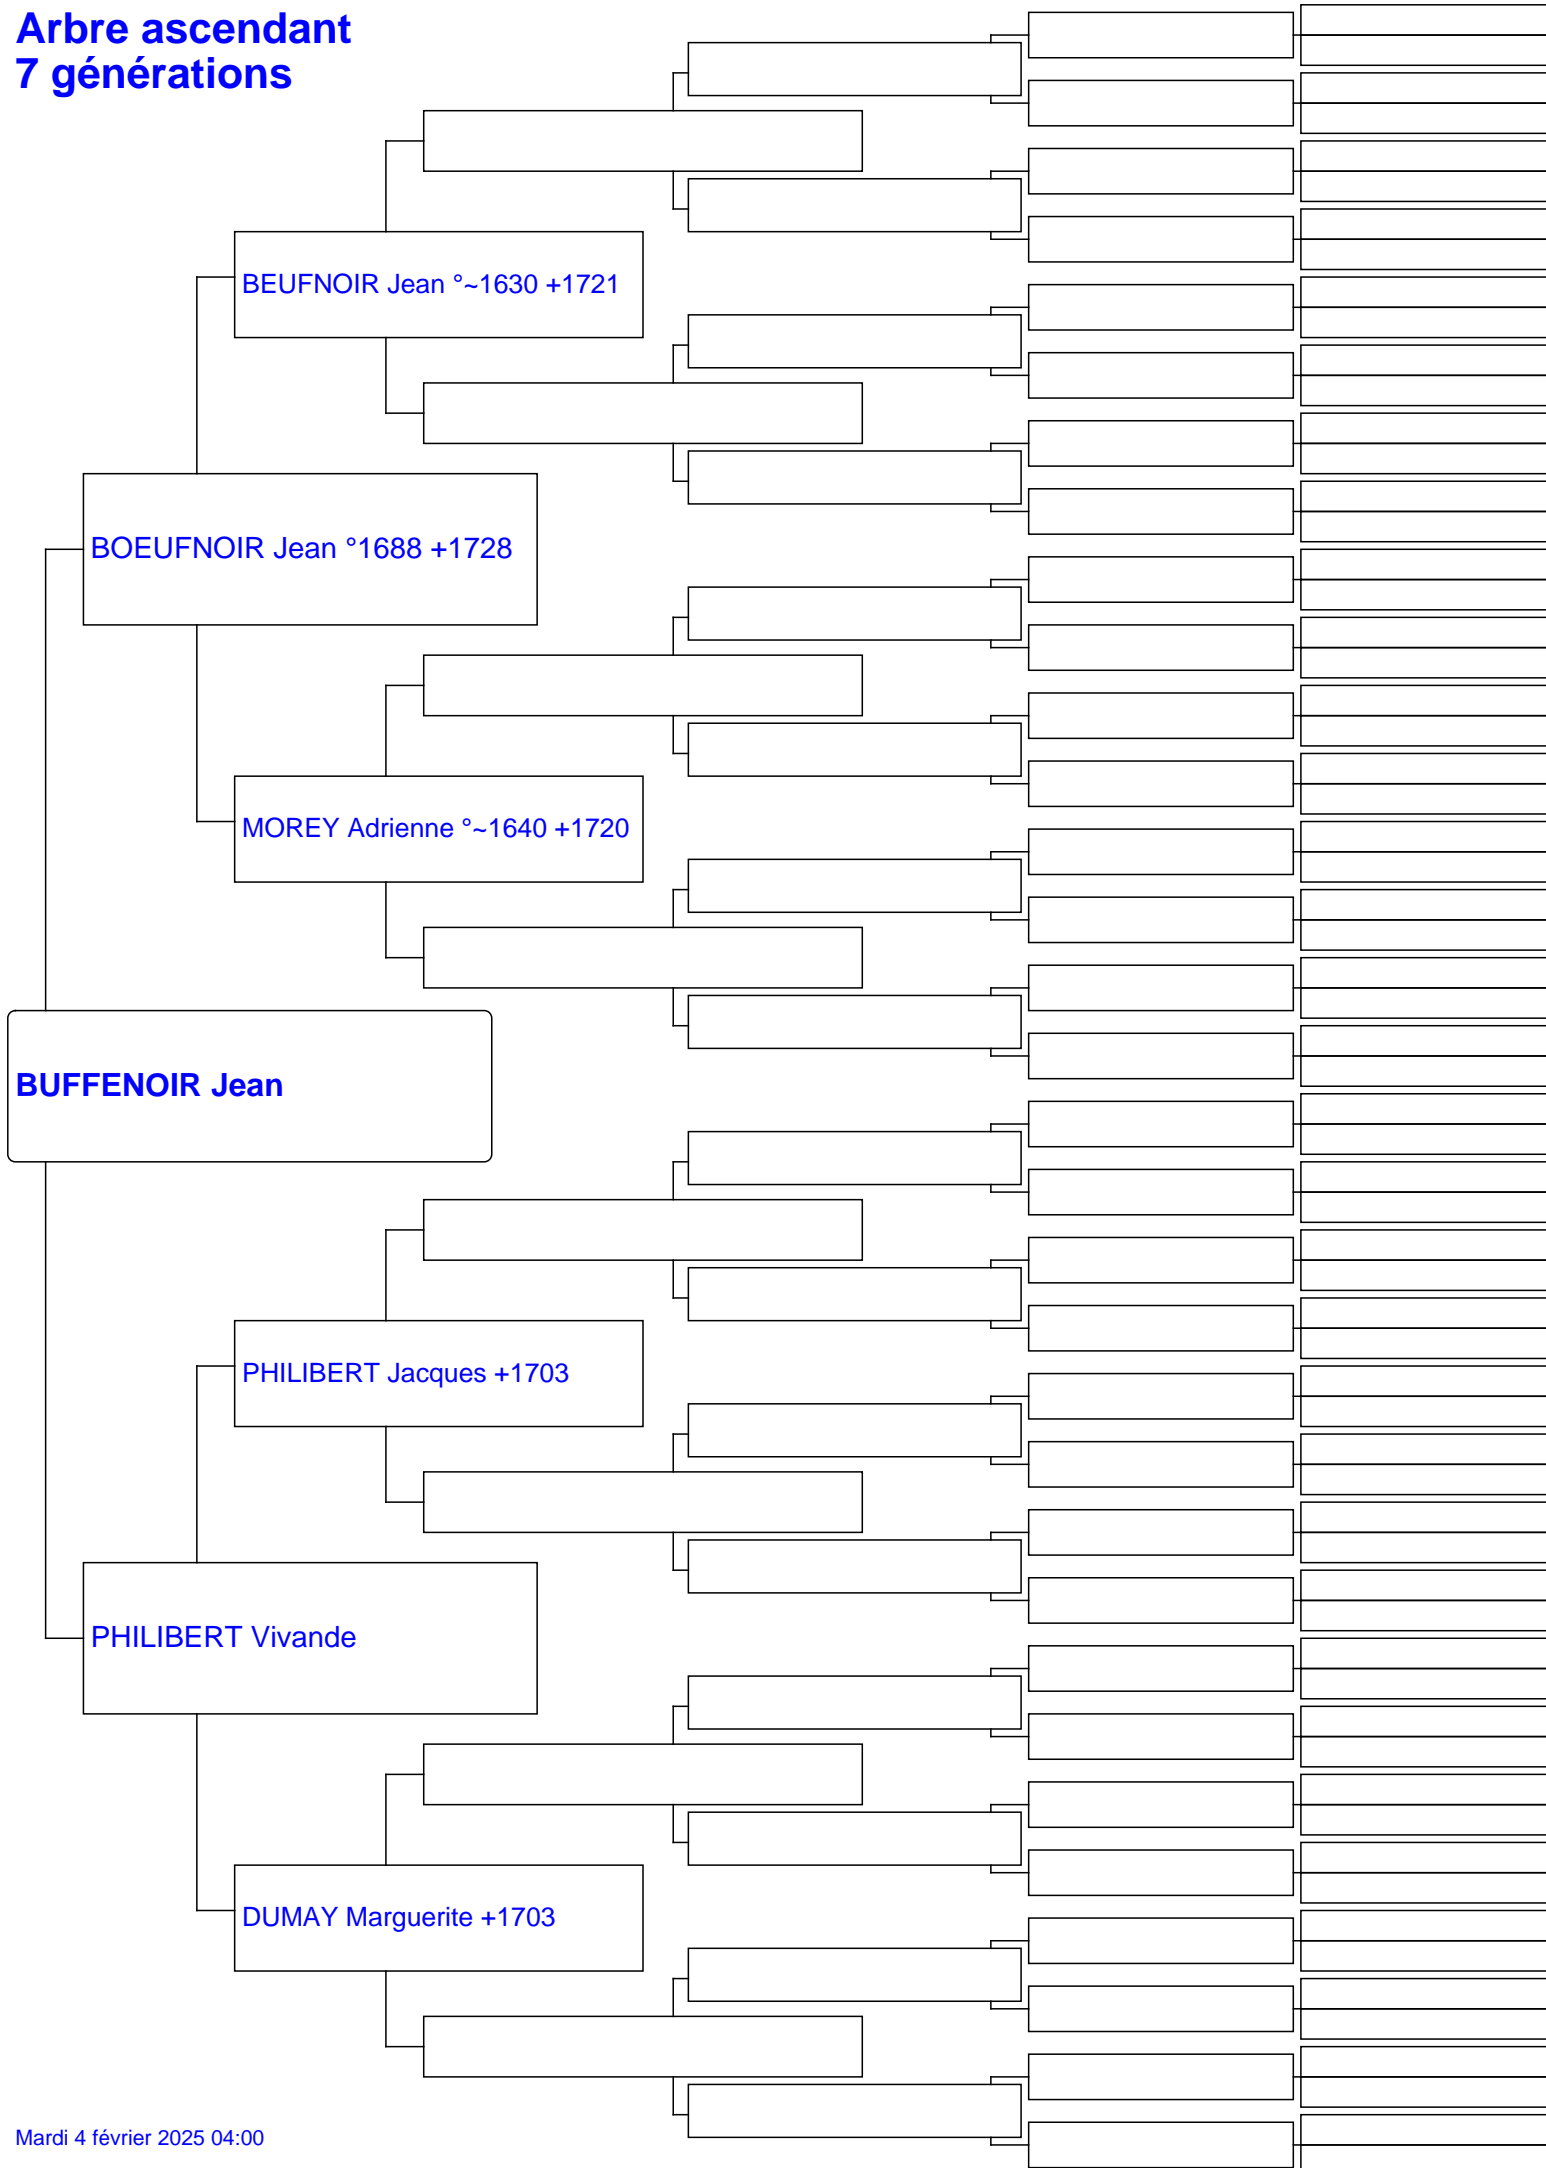 Arbre ascendant
7 générations
BEUFNOIR Jean °~1630 +1721
BOEUFNOIR Jean °1688 +1728
MOREY Adrienne °~1640 +1720
BUFFENOIR Jean
PHILIBERT Jacques +1703
PHILIBERT Vivande
DUMAY Marguerite +1703
Mardi 4 février 2025 04:00